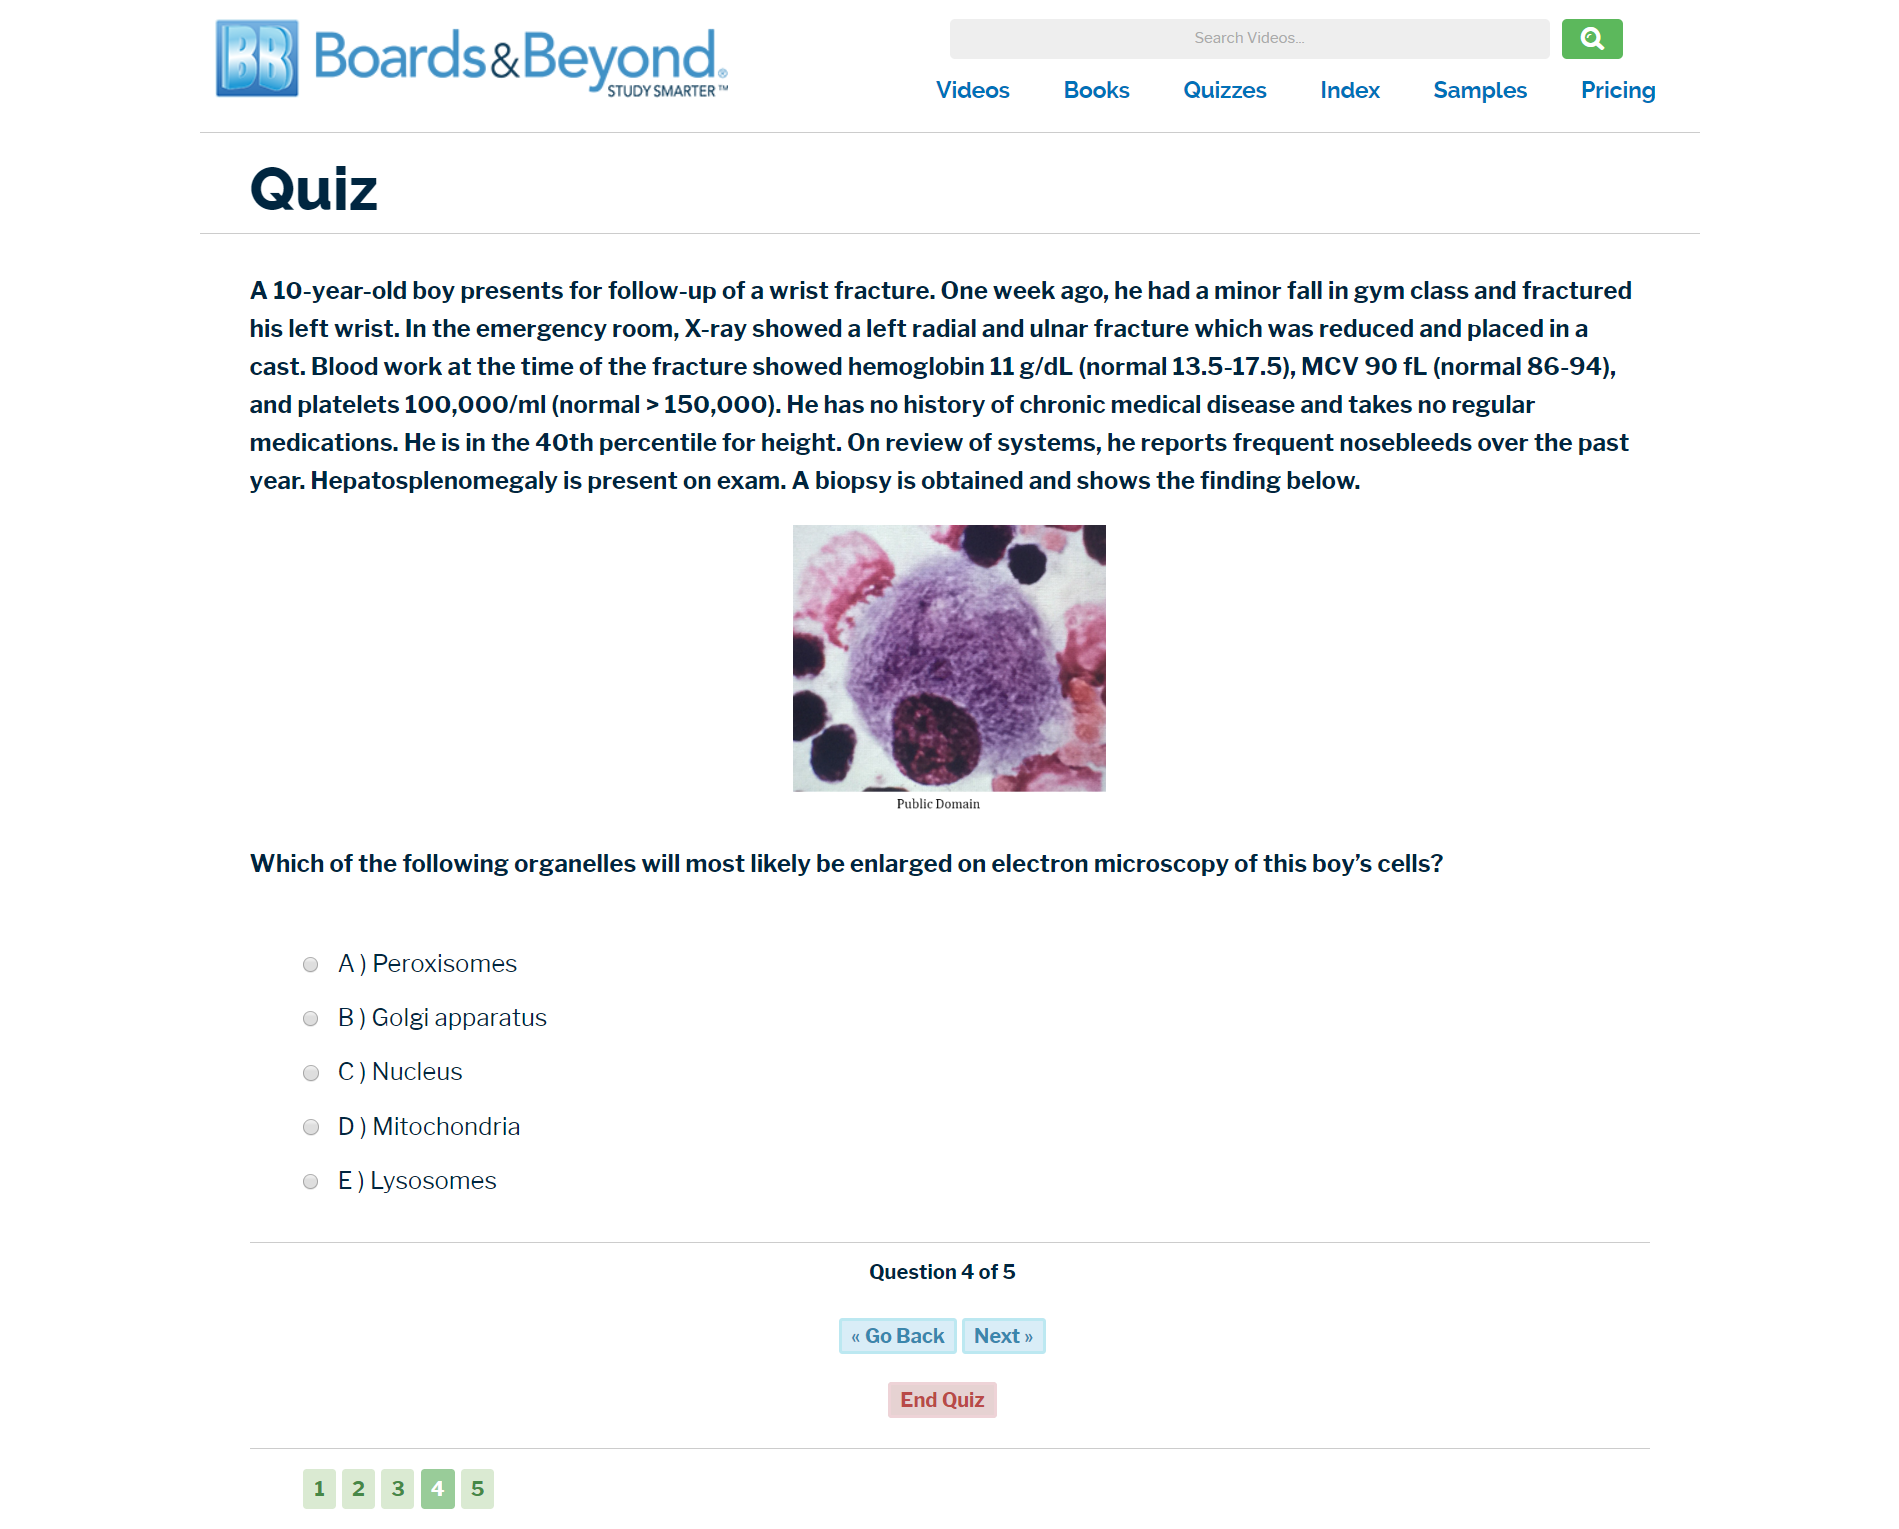 BB Boards&Beyond®
STUDY SMARTER™
Search Videos...
Videos Books Quizzes Index Samples Pricing
Quiz
A 10-year-old boy presents for follow-up of a wrist fracture. One week ago, he had a minor fall in gym class and fractured
his left wrist. In the emergency room, X-ray showed a left radial and ulnar fracture which was reduced and placed in a
cast. Blood work at the time of the fracture showed hemoglobin 11 g/dL (normal 13.5-17.5), MCV 90 fL (normal 86-94),
and platelets 100,000/ml (normal > 150,000). He has no history of chronic medical disease and takes no regular
medications. He is in the 40th percentile for height. On review of systems, he reports frequent nosebleeds over the past
year. Hepatosplenomegaly is present on exam. A biopsy is obtained and shows the finding below.
Public Domain
Which of the following organelles will most likely be enlarged on electron microscopy of this boy’s cells?
A ) Peroxisomes
B ) Golgi apparatus
C ) Nucleus
D ) Mitochondria
E ) Lysosomes
Question 4 of 5
« Go Back Next »
End Quiz
1 2 3 4 5